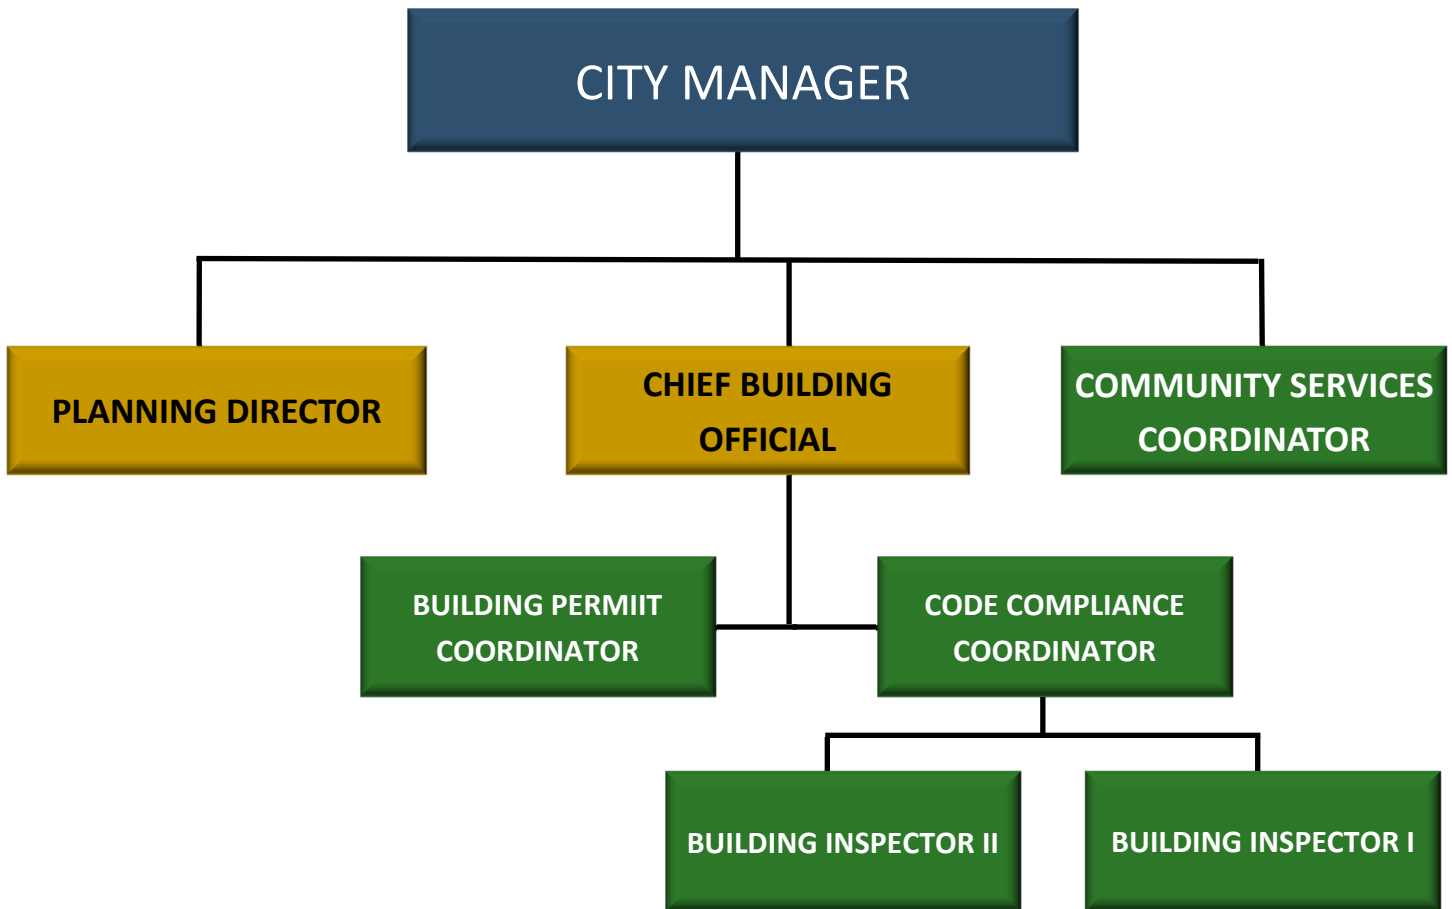 CITY MANAGER
PLANNING DIRECTOR
CHIEF BUILDING
OFFICIAL
COMMUNITY SERVICES
COORDINATOR
BUILDING PERMIIT
COORDINATOR
CODE COMPLIANCE
COORDINATOR
BUILDING INSPECTOR II
BUILDING INSPECTOR I